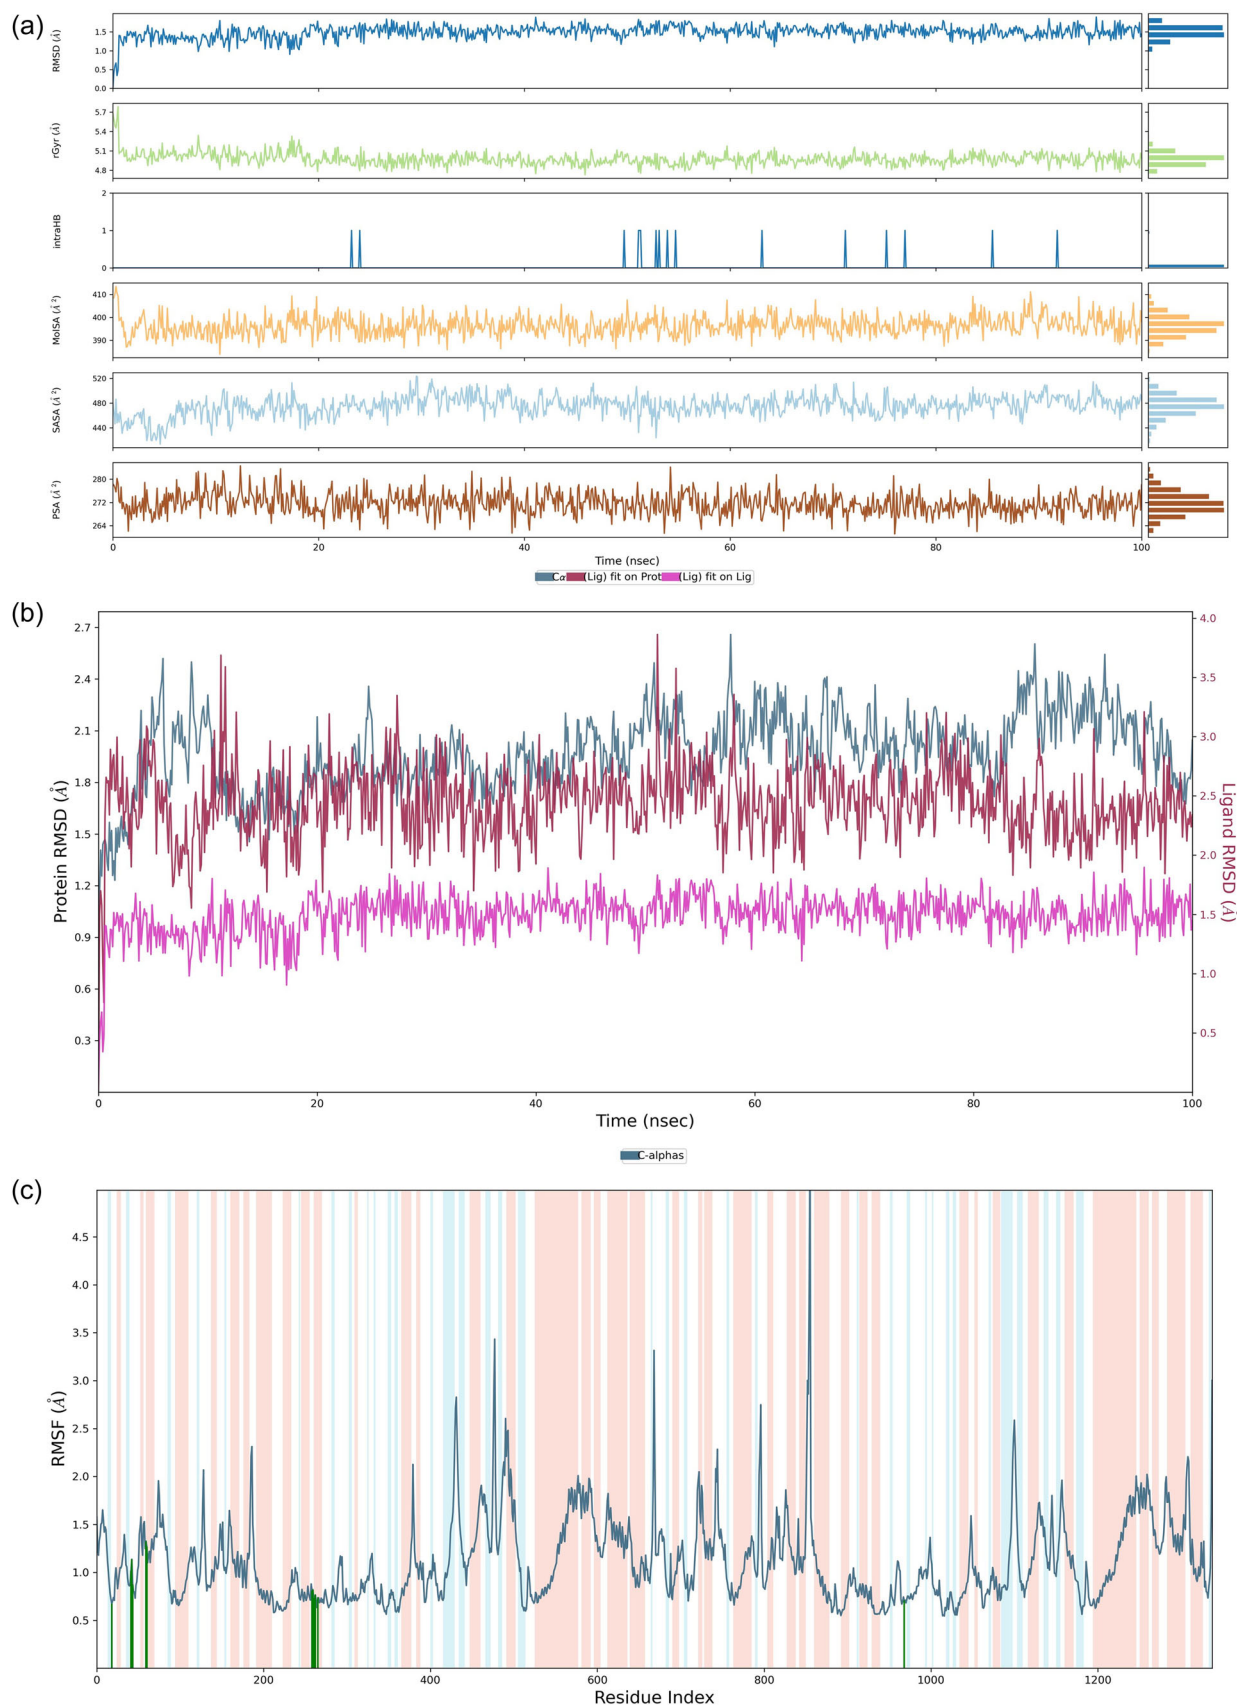 (a)
RMSD (Å)
1.5
1.0
0.5
0.0
0 20 40 60 80 100
rGyr (Å)
5.7
5.4
5.1
4.8
intraHB
2
1
0
MolSA (Å²)
410
400
390
SASA (Å²)
520
480
440
PSA (Å²)
280
272
264
0 20 40 60 80 100
Time (nsec)
Cα (Lig) fit on Prot (Lig) fit on Lig
(b)
Protein RMSD (Å)
2.7
2.4
2.1
1.8
1.5
1.2
0.9
0.6
0.3
4.0
3.5
3.0
2.5
2.0
1.5
1.0
0.5
Ligand RMSD (Å)
0 20 40 60 80 100
Time (nsec)
C-alphas
(c)
RMSF (Å)
4.5
4.0
3.5
3.0
2.5
2.0
1.5
1.0
0.5
0 200 400 600 800 1000 1200
Residue Index